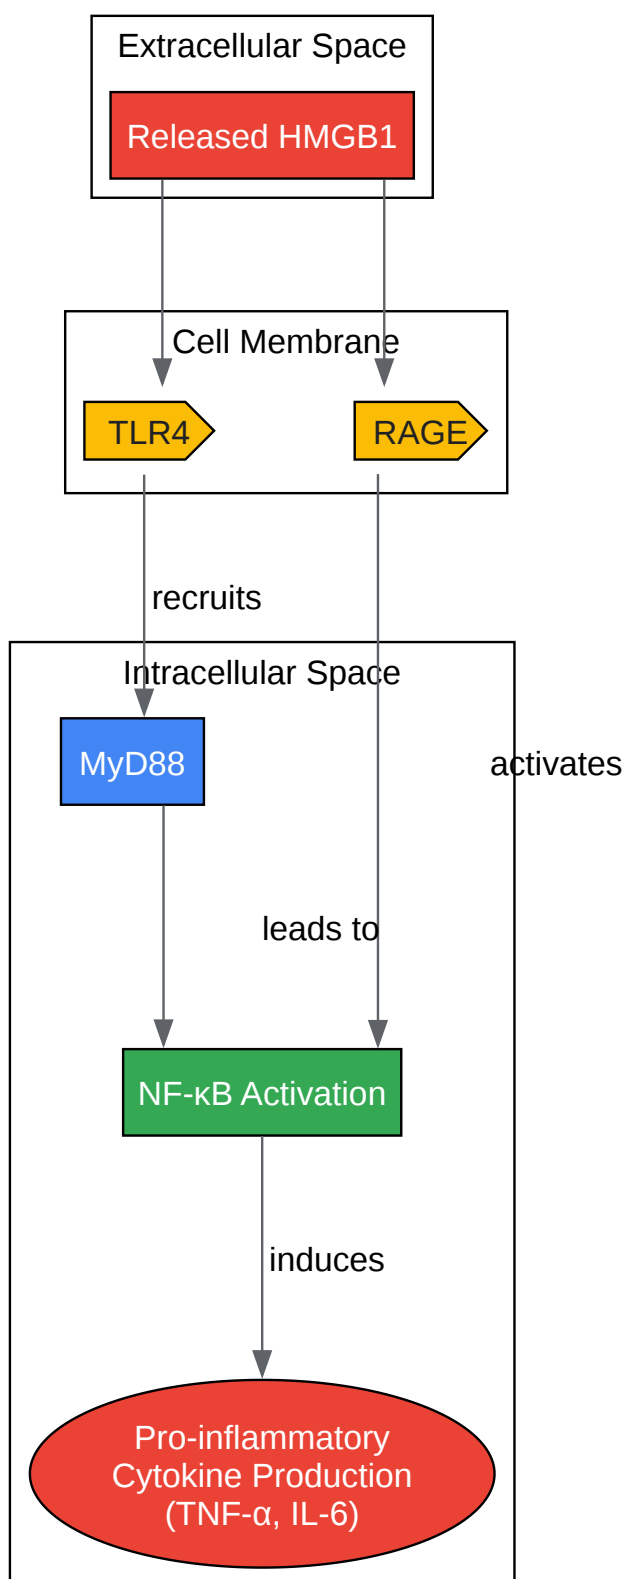 Extracellular Space
Released HMGB1
Cell Membrane
TLR4
RAGE
recruits
Intracellular Space
MyD88
activates
leads to
NF-κB Activation
induces
Pro-inflammatory
Cytokine Production
(TNF-α, IL-6)